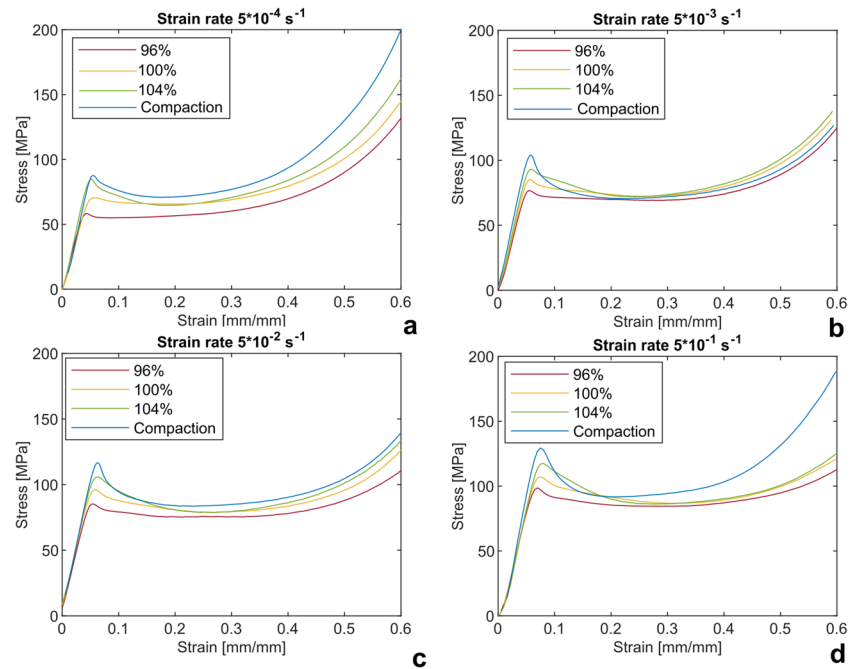 Strain rate 5*10⁻⁴ s⁻¹
200
150
100
50
0
Stress [MPa]
96%
100%
104%
Compaction
0 0.1 0.2 0.3 0.4 0.5 0.6
Strain [mm/mm]
a
Strain rate 5*10⁻³ s⁻¹
200
150
100
50
0
Stress [MPa]
96%
100%
104%
Compaction
0 0.1 0.2 0.3 0.4 0.5 0.6
Strain [mm/mm]
b
Strain rate 5*10⁻² s⁻¹
200
150
100
50
0
Stress [MPa]
96%
100%
104%
Compaction
0 0.1 0.2 0.3 0.4 0.5 0.6
Strain [mm/mm]
c
Strain rate 5*10⁻¹ s⁻¹
200
150
100
50
0
Stress [MPa]
96%
100%
104%
Compaction
0 0.1 0.2 0.3 0.4 0.5 0.6
Strain [mm/mm]
d